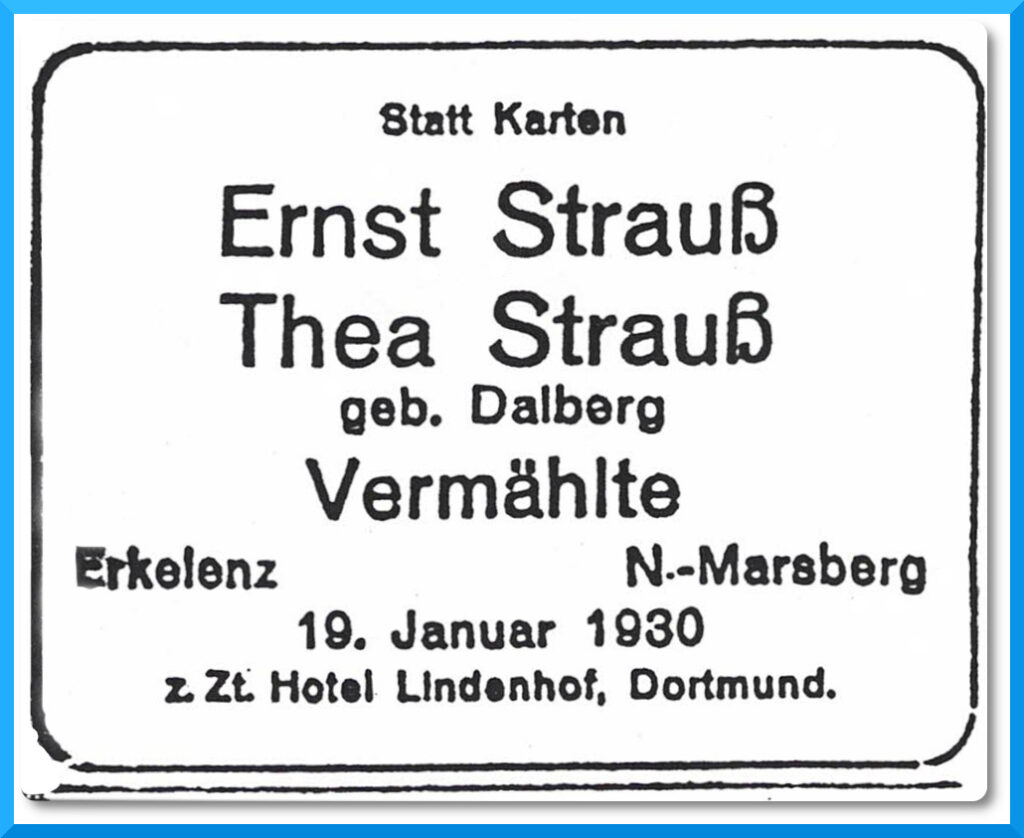 Statt Karten
Ernst Strauß
Thea Strauß
geb. Dalberg
Vermählte
Erkelenz N.-Marsberg
19. Januar 1930
z. Zt. Hotel Lindenhof, Dortmund.